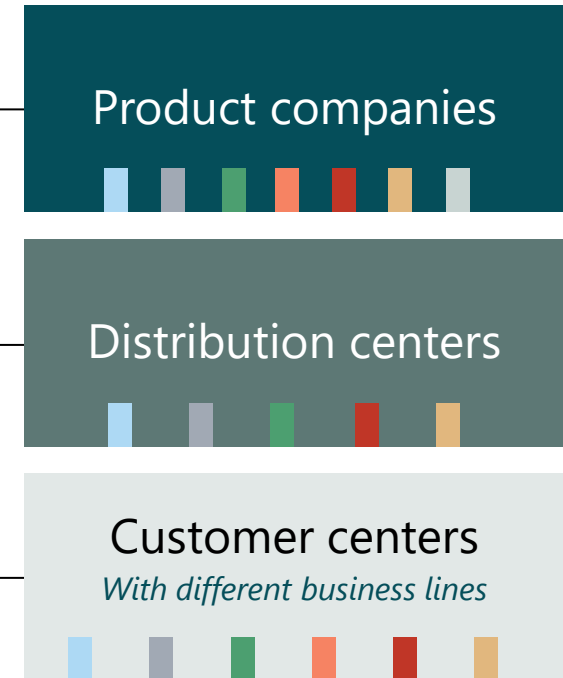 Product companies
Distribution centers
Customer centers
With different business lines